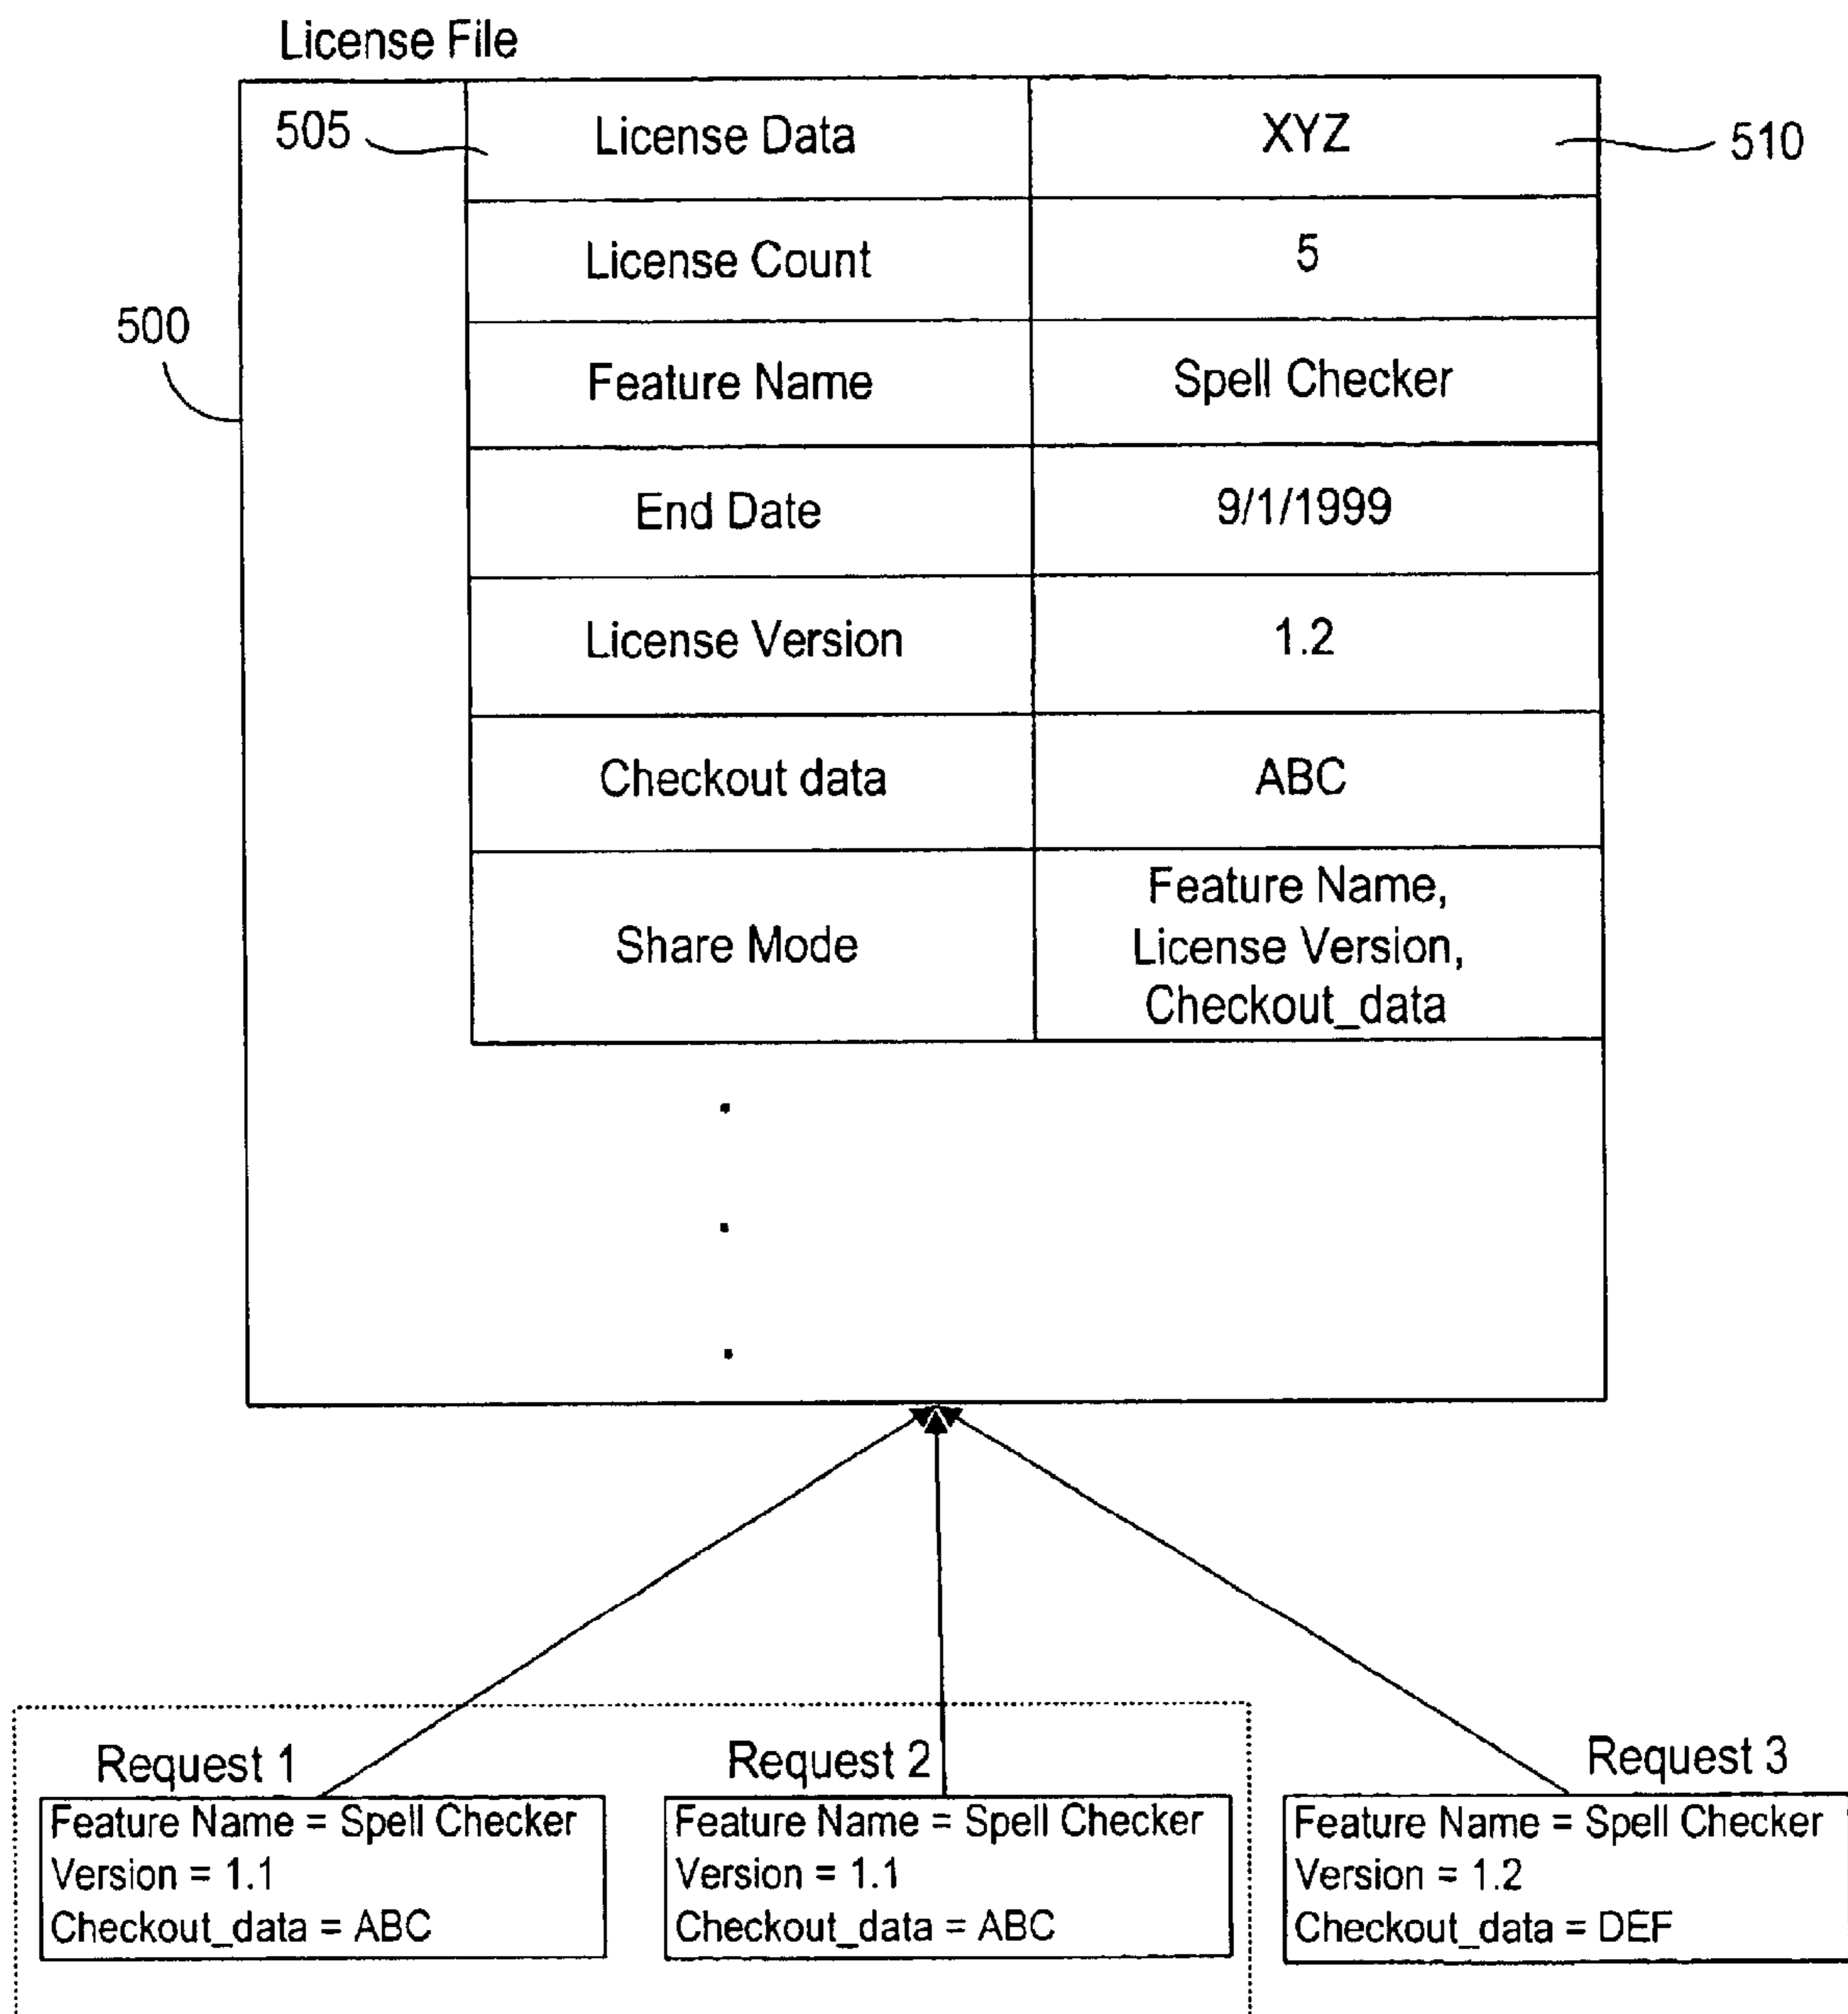 License File
505
License Data
XYZ
510
License Count
5
500
Feature Name
Spell Checker
End Date
9/1/1999
License Version
1.2
Checkout data
ABC
Share Mode
Feature Name,
License Version,
Checkout_data
Request 1
Feature Name = Spell Checker
Version = 1.1
Checkout_data = ABC
Request 2
Feature Name = Spell Checker
Version = 1.1
Checkout_data = ABC
Request 3
Feature Name = Spell Checker
Version = 1.2
Checkout_data = DEF